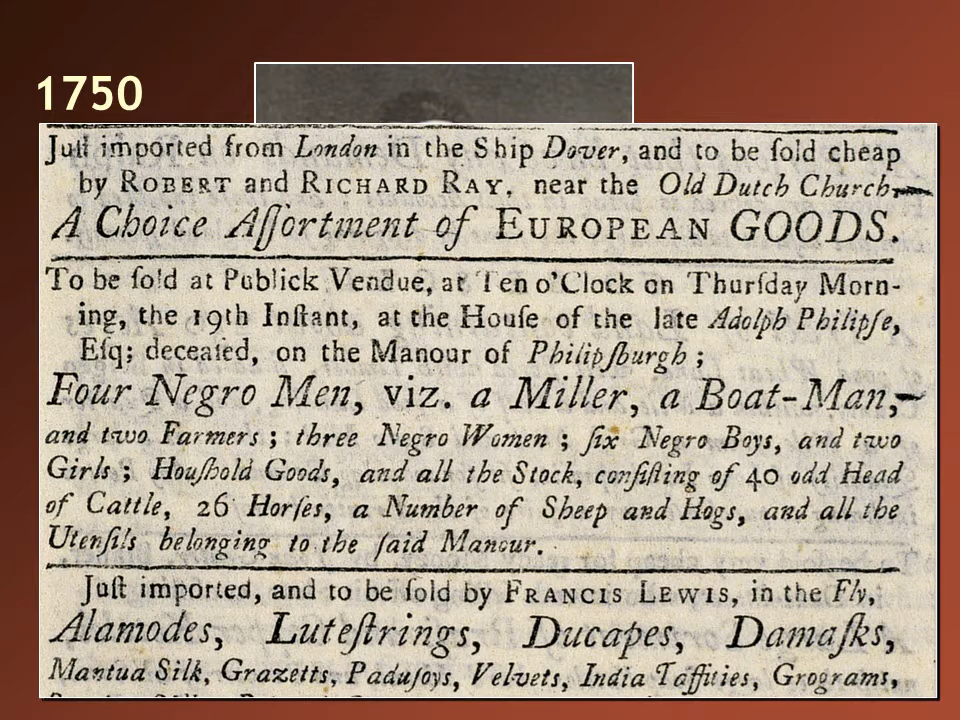 1750
Juſt imported from London in the Ship Dover, and to be ſold cheap
by ROBERT and RICHARD RAY, near the Old Dutch Church,
A Choice Aſſortment of EUROPEAN GOODS.
To be ſold at Publick Vendue, at Ten o'Clock on Thurſday Morn-
ing, the 19th Inſtant, at the Houſe of the late Adolph Philipſe,
Eſq; deceaſed, on the Manour of Philipſburgh ;
Four Negro Men, viz. a Miller, a Boat-Man,
and two Farmers ; three Negro Women ; ſix Negro Boys, and two
Girls ; Houſhold Goods, and all the Stock, conſiſting of 40 odd Head
of Cattle, 26 Horſes, a Number of Sheep and Hogs, and all the
Utenſils belonging to the ſaid Manour.
Juſt imported, and to be ſold by FRANCIS LEWIS, in the Fly,
Alamodes, Luteſtrings, Ducapes, Damaſks,
Mantua Silk, Grazetts, Paduſoys, Velvets, India Taffities, Grograms,